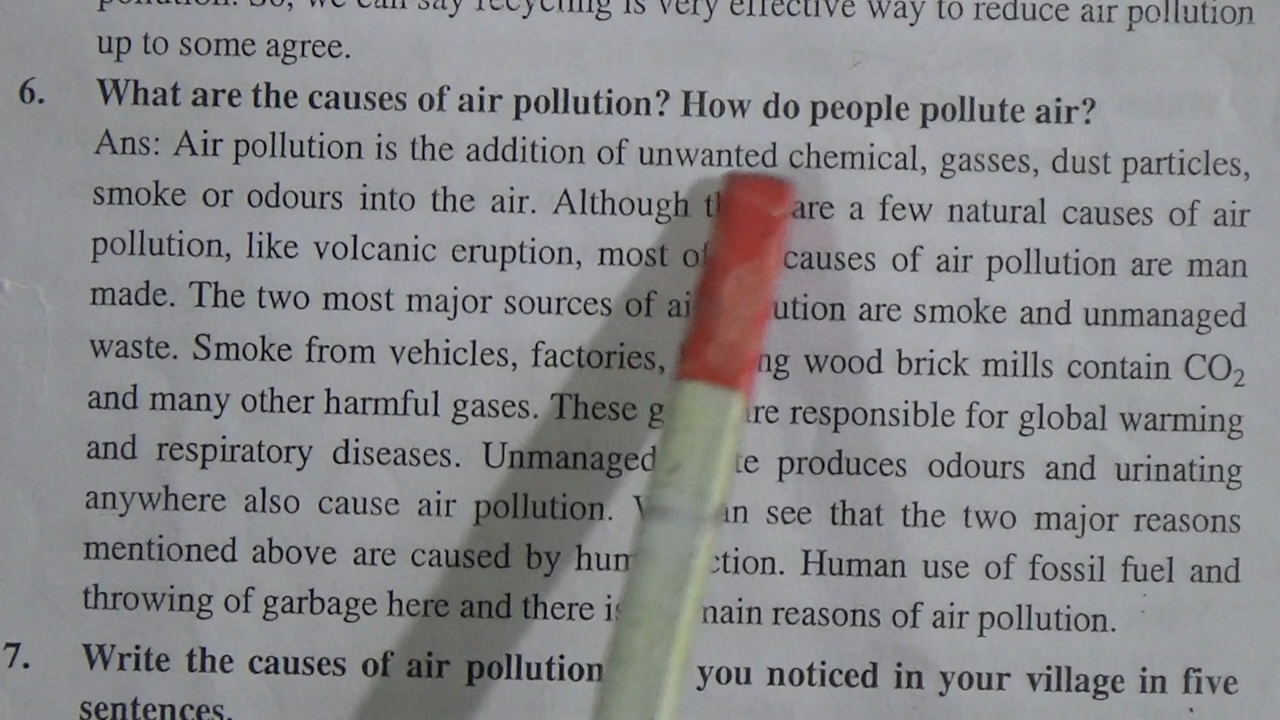 pollution. So, we can say recycling is very effective way to reduce air pollution
up to some agree.
6. What are the causes of air pollution? How do people pollute air?
Ans: Air pollution is the addition of unwanted chemical, gasses, dust particles,
smoke or odours into the air. Although are a few natural causes of air
pollution, like volcanic eruption, most causes of air pollution are man
made. The two most major sources of are smoke and unmanaged
waste. Smoke from vehicles, factories, wood brick mills contain CO₂
and many other harmful gases. These responsible for global warming
and respiratory diseases. Unmanaged produces odours and urinating
anywhere also cause air pollution. see that the two major reasons
mentioned above are caused by Human use of fossil fuel and
throwing of garbage here and there reasons of air pollution.
7. Write the causes of air pollution you noticed in your village in five
sentences.